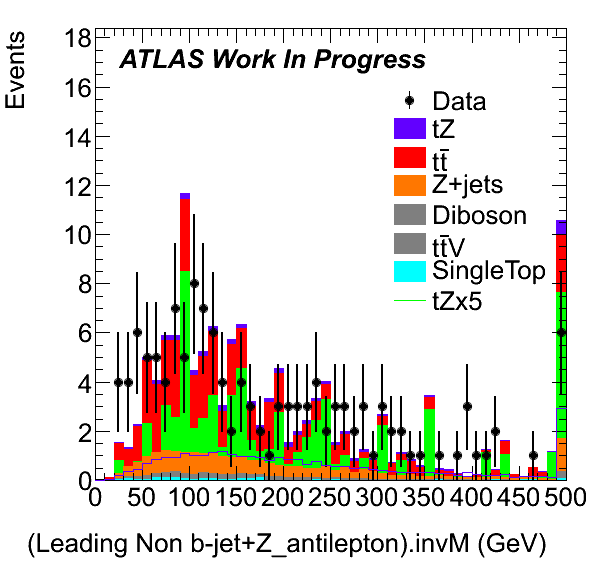 Events
18
16
14
12
10
8
6
4
2
0
ATLAS Work In Progress
Data
tZ
tt̄
Z+jets
Diboson
tt̄V
SingleTop
tZx5
0 50 100 150 200 250 300 350 400 450 500
(Leading Non b-jet+Z_antilepton).invM (GeV)